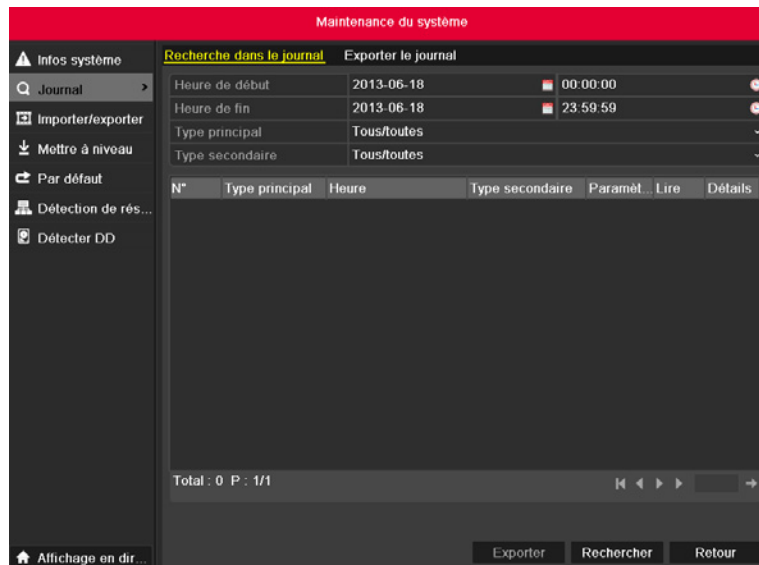 Maintenance du système
Infos système
Journal
Importer/exporter
Mettre à niveau
Par défaut
Détection de rés...
Détecter DD
Affichage en dir...
Recherche dans le journal Exporter le journal
Heure de début 2013-06-18 00:00:00
Heure de fin 2013-06-18 23:59:59
Type principal Tous/toutes
Type secondaire Tous/toutes
N° Type principal Heure Type secondaire Paramèt... Lire Détails
Total : 0 P : 1/1
Exporter Rechercher Retour